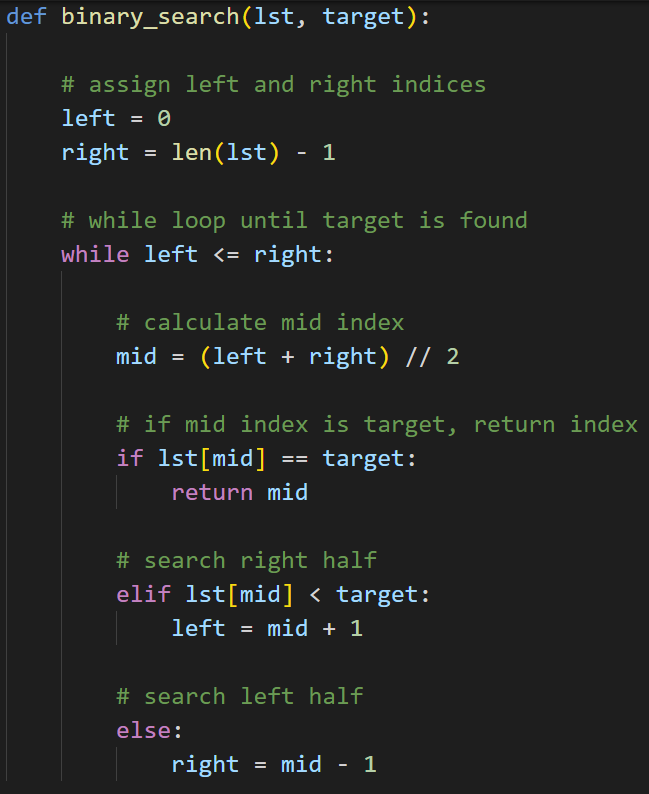 def binary_search(lst, target):
    # assign left and right indices
    left = 0
    right = len(lst) - 1
    # while loop until target is found
    while left <= right:
        # calculate mid index
        mid = (left + right) // 2
        # if mid index is target, return index
        if lst[mid] == target:
            return mid
        # search right half
        elif lst[mid] < target:
            left = mid + 1
        # search left half
        else:
            right = mid - 1